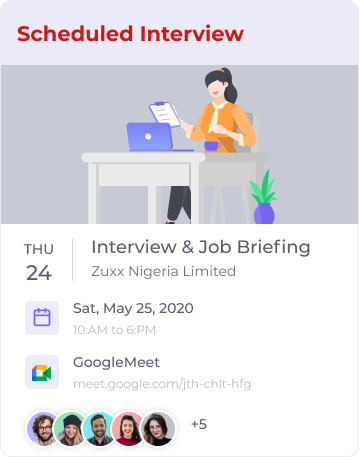 Scheduled Interview
THU
24
Interview & Job Briefing
Zuxx Nigeria Limited
Sat, May 25, 2020
10:AM to 6:PM
GoogleMeet
meet.google.com/jth-chlt-hfg
+5